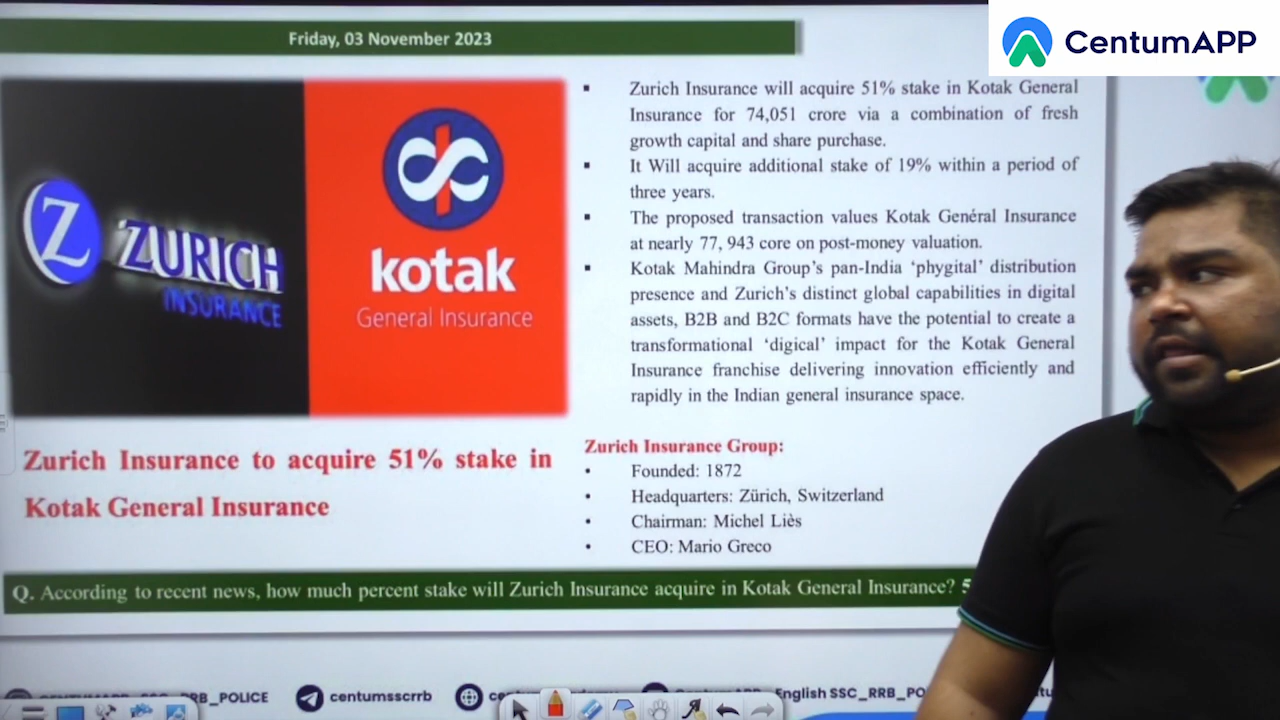 Friday, 03 November 2023
CentumAPP
Z ZURICH
INSURANCE
kotak
General Insurance
Zurich Insurance to acquire 51% stake in
Kotak General Insurance
▪ Zurich Insurance will acquire 51% stake in Kotak General
Insurance for 74,051 crore via a combination of fresh
growth capital and share purchase.
▪ It Will acquire additional stake of 19% within a period of
three years.
▪ The proposed transaction values Kotak Genéral Insurance
at nearly 77, 943 core on post-money valuation.
▪ Kotak Mahindra Group's pan-India 'phygital' distribution
presence and Zurich's distinct global capabilities in digital
assets, B2B and B2C formats have the potential to create a
transformational 'digical' impact for the Kotak General
Insurance franchise delivering innovation efficiently and
rapidly in the Indian general insurance space.
Zurich Insurance Group:
• Founded: 1872
• Headquarters: Zürich, Switzerland
• Chairman: Michel Liès
• CEO: Mario Greco
Q. According to recent news, how much percent stake will Zurich Insurance acquire in Kotak General Insurance? 5
RRB_POLICE
centumsscrrb
English SSC_RRB_PO